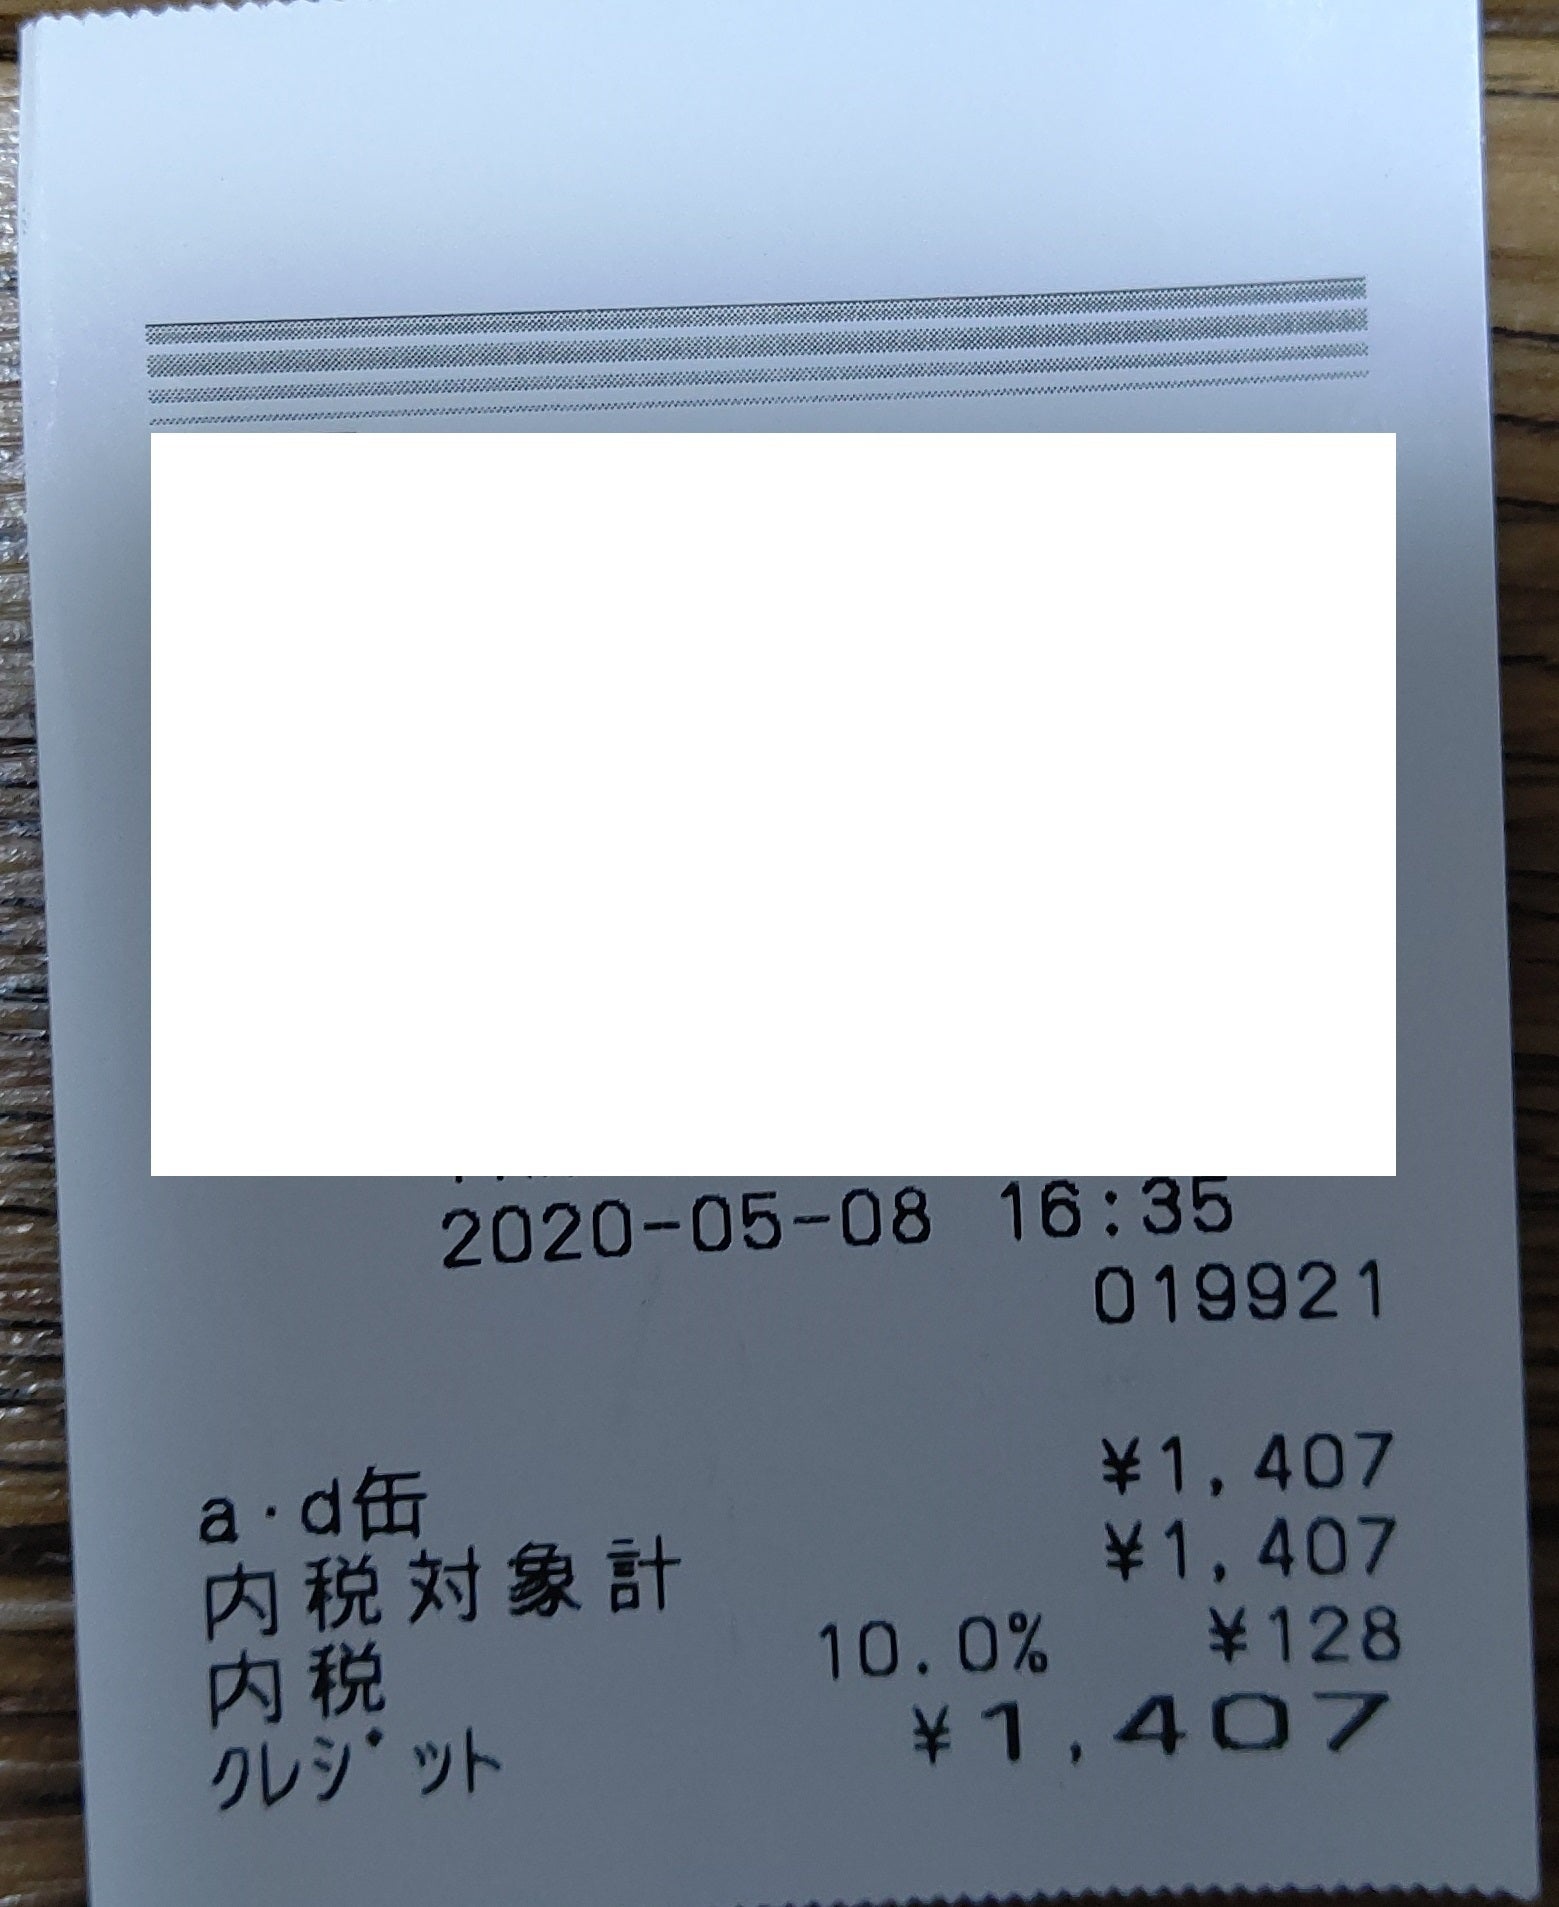 2020-05-08 16:35
019921
a・d缶 ¥1,407
内税対象計 ¥1,407
内税 10.0% ¥128
クレジット ¥1,407